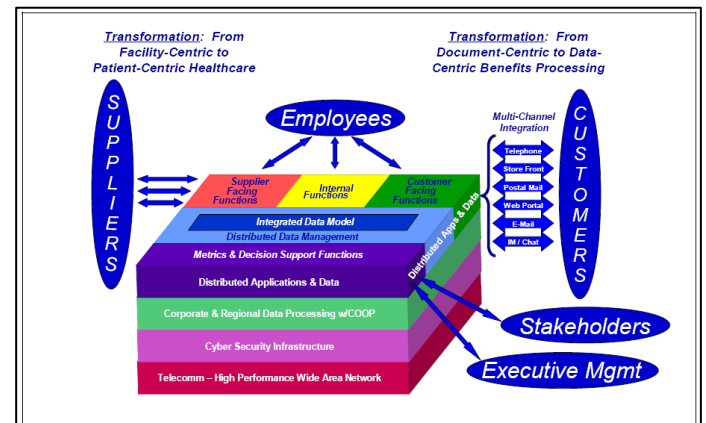 Transformation: From
Facility-Centric to
Patient-Centric Healthcare
Transformation: From
Document-Centric to Data-
Centric Benefits Processing
SUPPLIERS
Employees
Multi-Channel
Integration
CUSTOMERS
Telephone
Store Front
Postal Mail
Web Portal
E-Mail
IM / Chat
Supplier
Facing
Functions
Internal
Functions
Customer
Facing
Functions
Integrated Data Model
Distributed Data Management
Distributed Apps & Data
Metrics & Decision Support Functions
Distributed Applications & Data
Corporate & Regional Data Processing w/COOP
Cyber Security Infrastructure
Telecomm – High Performance Wide Area Network
Stakeholders
Executive Mgmt